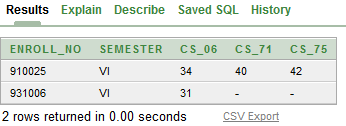 Results Explain Describe Saved SQL History
ENROLL_NO SEMESTER CS_06 CS_71 CS_75
910025 VI 34 40 42
931006 VI 31 - -
2 rows returned in 0.00 seconds CSV Export